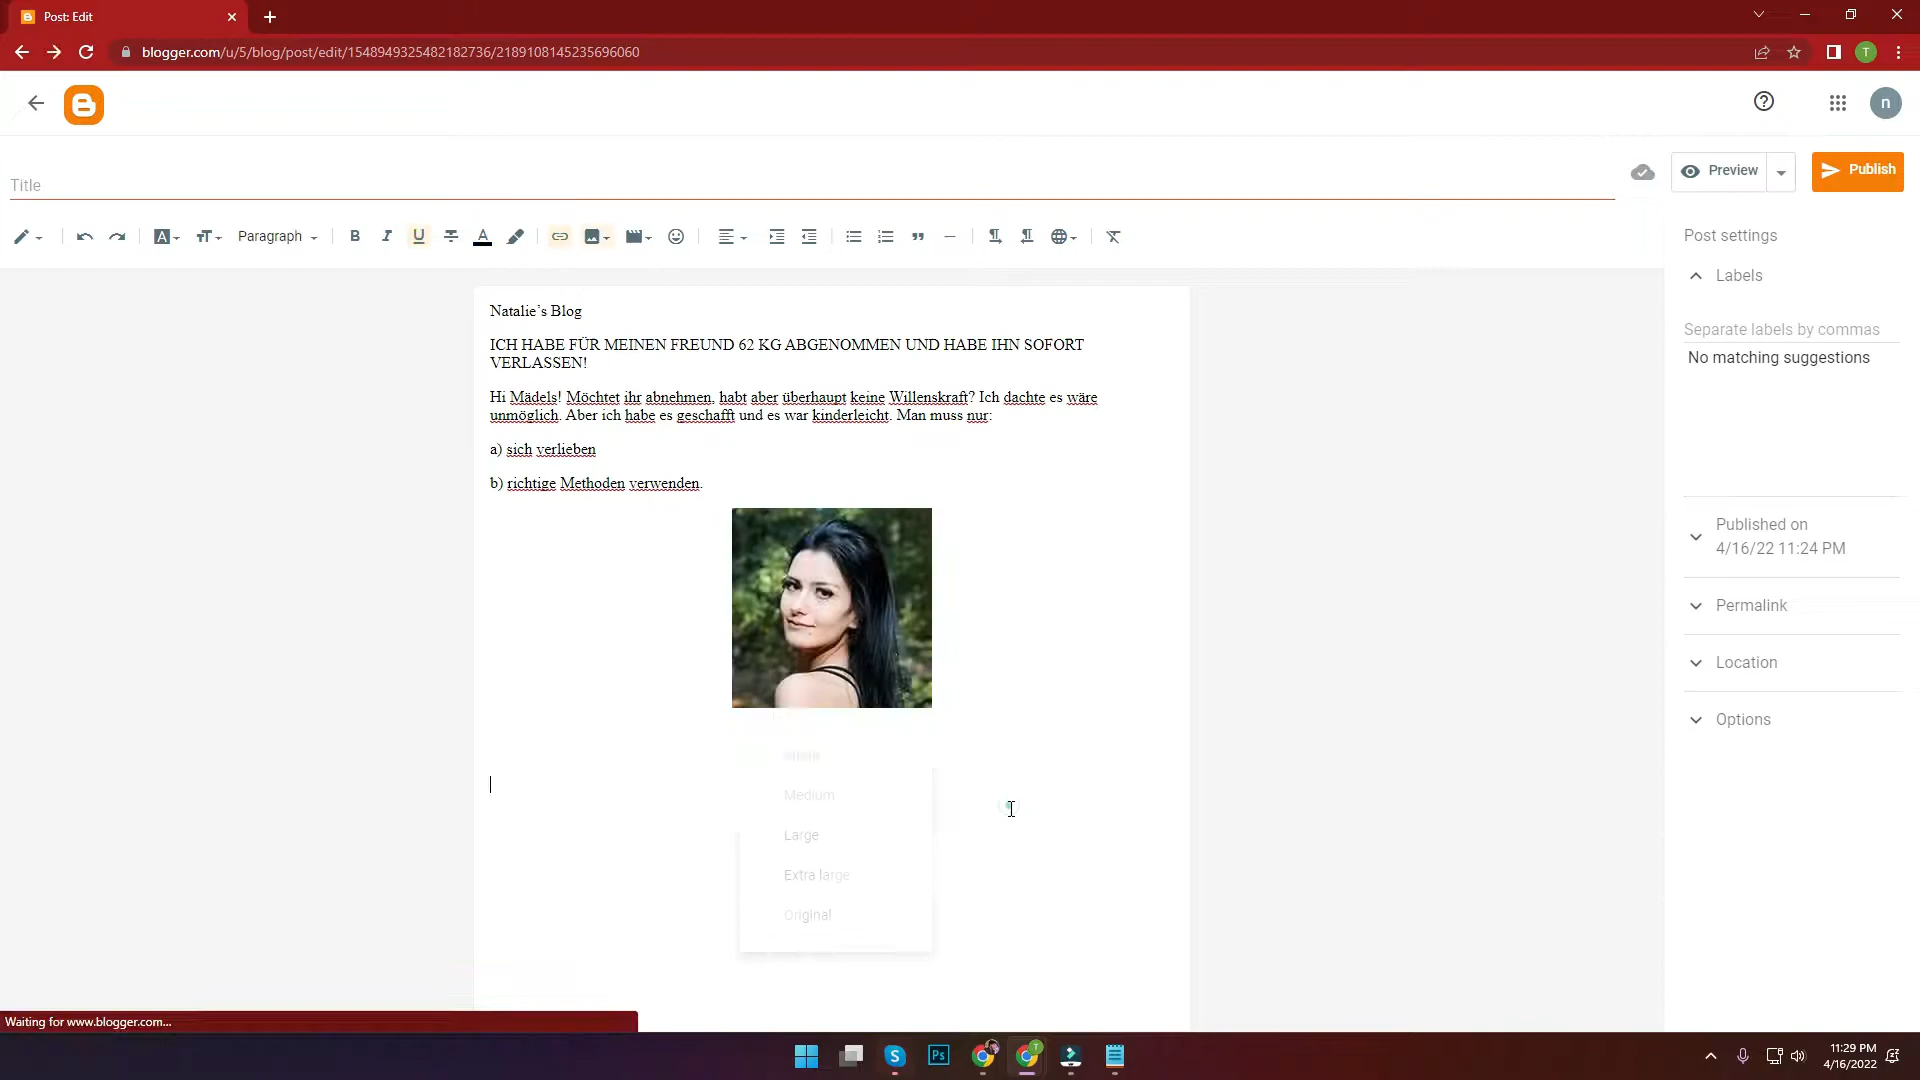 Post: Edit
blogger.com/u/5/blog/post/edit/1548949325482182736/2189108145235696060
T
n
Title
Preview
Publish
Paragraph
Post settings
Labels
Separate labels by commas
No matching suggestions
Published on
4/16/22 11:24 PM
Permalink
Location
Options
Natalie’s Blog
ICH HABE FÜR MEINEN FREUND 62 KG ABGENOMMEN UND HABE IHN SOFORT
VERLASSEN!
Hi Mädels! Möchtet ihr abnehmen, habt aber überhaupt keine Willenskraft? Ich dachte es wäre
unmöglich. Aber ich habe es geschafft und es war kinderleicht. Man muss nur:
a) sich verlieben
b) richtige Methoden verwenden.
Medium
Large
Extra large
Original
Waiting for www.blogger.com...
Ps
T
11:29 PM
4/16/2022